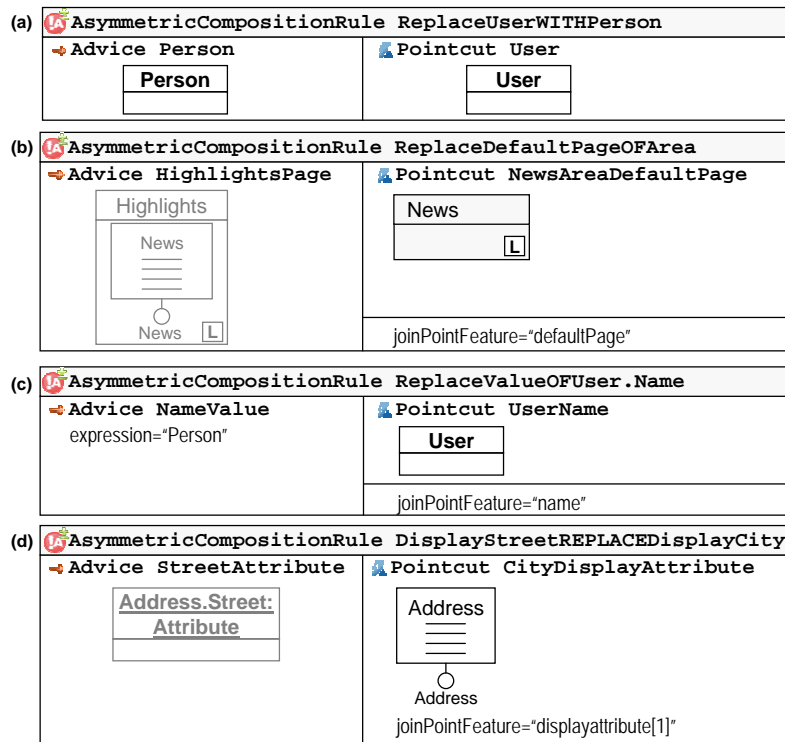 (a) AsymmetricCompositionRule ReplaceUserWITHPerson
Advice Person
Pointcut User
Person
User
(b) AsymmetricCompositionRule ReplaceDefaultPageOFArea
Advice HighlightsPage
Pointcut NewsAreaDefaultPage
Highlights
News
News
L
News
L
joinPointFeature="defaultPage"
(c) AsymmetricCompositionRule ReplaceValueOFUser.Name
Advice NameValue
Pointcut UserName
expression="Person"
User
joinPointFeature="name"
(d) AsymmetricCompositionRule DisplayStreetREPLACEDisplayCity
Advice StreetAttribute
Pointcut CityDisplayAttribute
Address.Street:
Attribute
Address
Address
joinPointFeature="displayattribute[1]"